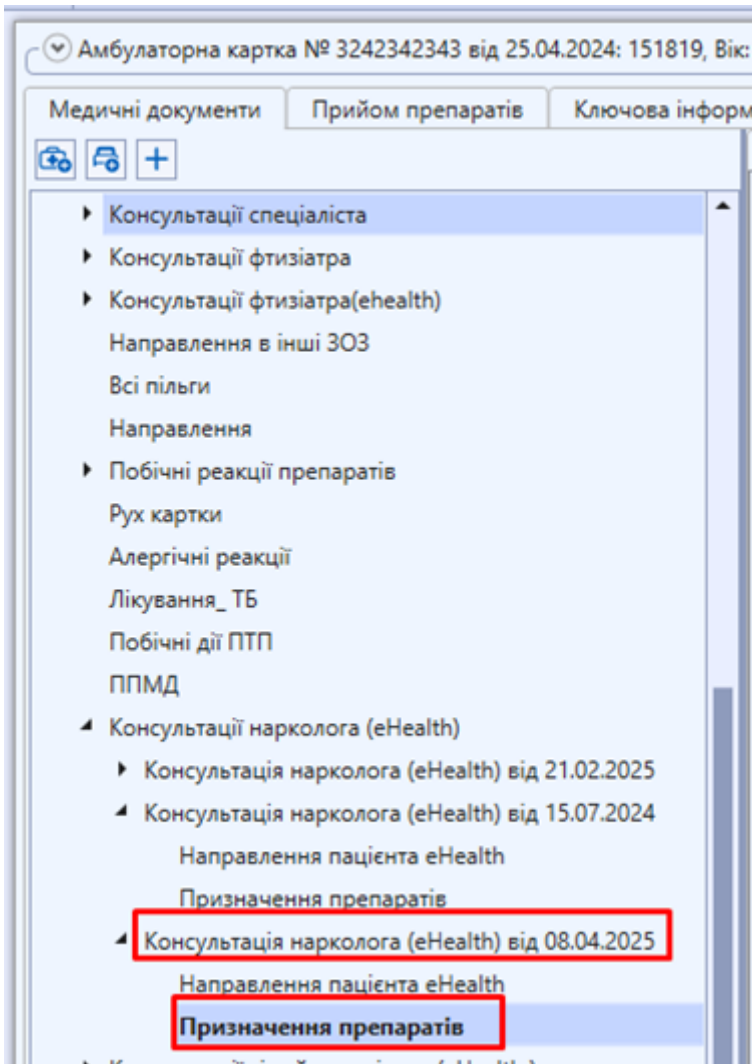 Амбулаторна картка № 3242342343 від 25.04.2024: 151819, Вік:
Медичні документи Прийом препаратів Ключова інформ
Консультації спеціаліста
Консультації фтизіатра
Консультації фтизіатра(ehealth)
Направлення в інші ЗОЗ
Всі пільги
Направлення
Побічні реакції препаратів
Рух картки
Алергічні реакції
Лікування_ ТБ
Побічні дії ПТП
ППМД
Консультації нарколога (eHealth)
Консультація нарколога (eHealth) від 21.02.2025
Консультація нарколога (eHealth) від 15.07.2024
Направлення пацієнта eHealth
Призначення препаратів
Консультація нарколога (eHealth) від 08.04.2025
Направлення пацієнта eHealth
Призначення препаратів